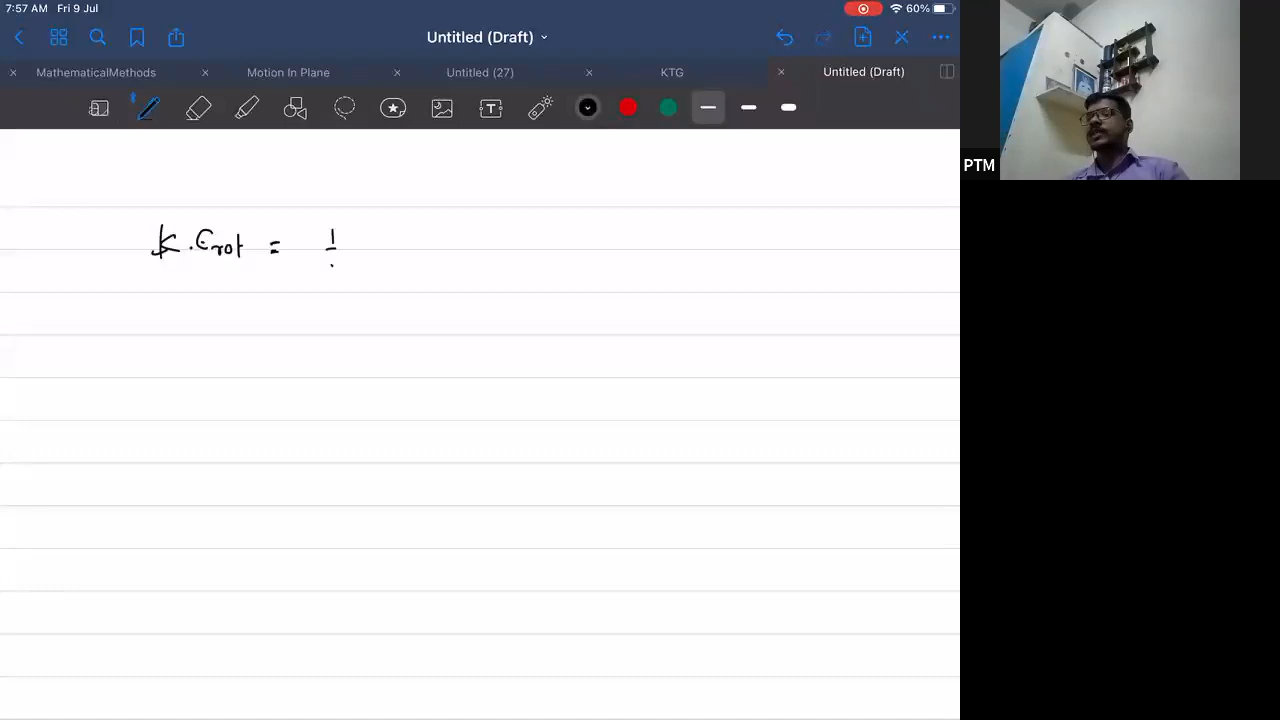 7:57 AM Fri 9 Jul
60%
Untitled (Draft)
MathematicalMethods
Motion In Plane
Untitled (27)
KTG
Untitled (Draft)
T
K.Erot = 1
PTM